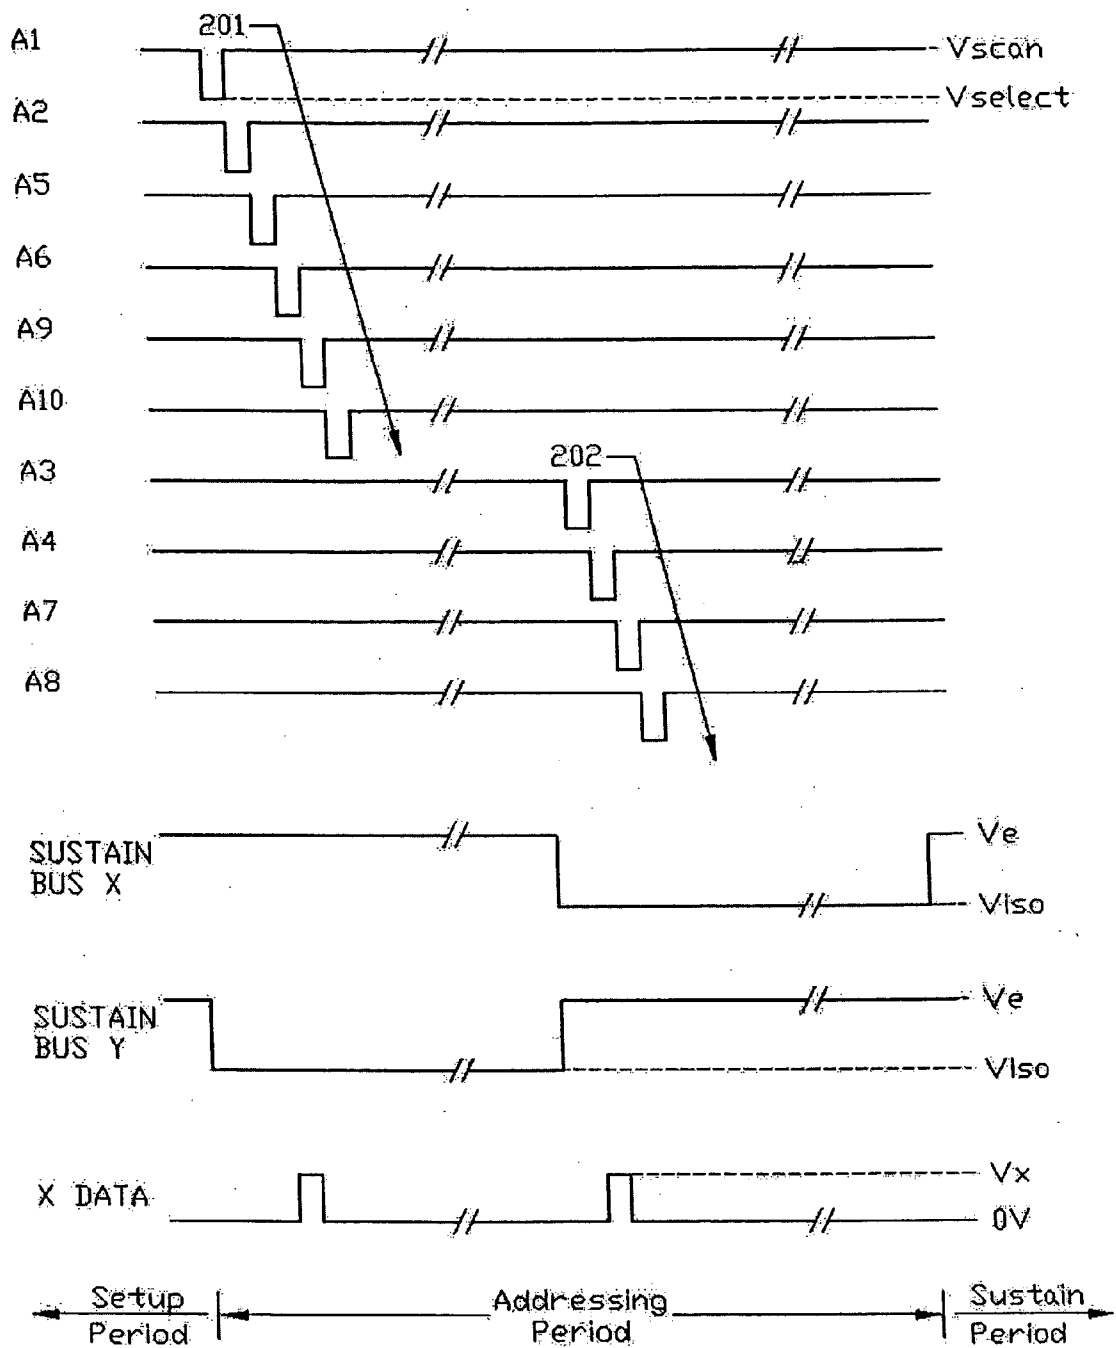 201
A1
Vscan
Vselect
A2
A5
A6
A9
A10
A3
202
A4
A7
A8
SUSTAIN
BUS X
Ve
Viso
SUSTAIN
BUS Y
Ve
Viso
X DATA
Vx
0V
Setup
Period
Addressing
Period
Sustain
Period